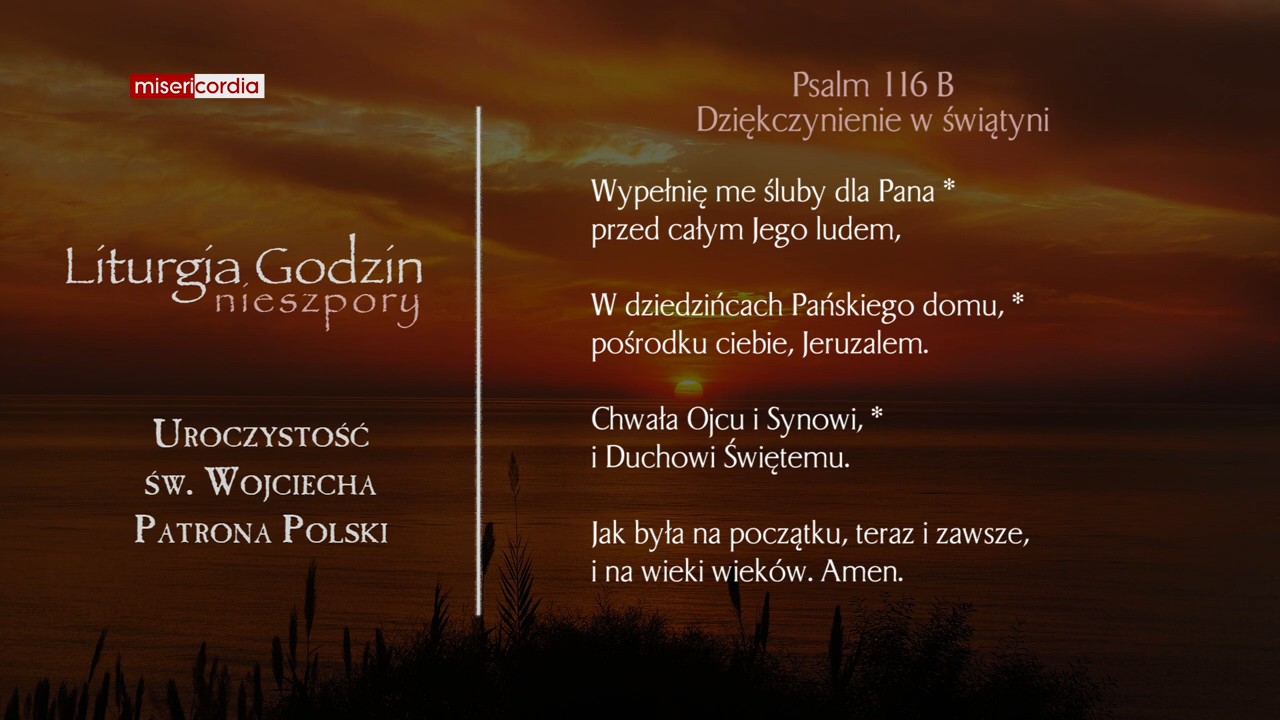 misericordia
Liturgia Godzin
nieszpory
Uroczystość
św. Wojciecha
Patrona Polski
Psalm 116 B
Dziękczynienie w świątyni
Wypełnię me śluby dla Pana *
przed całym Jego ludem,
W dziedzińcach Pańskiego domu, *
pośrodku ciebie, Jeruzalem.
Chwała Ojcu i Synowi, *
i Duchowi Świętemu.
Jak była na początku, teraz i zawsze,
i na wieki wieków. Amen.